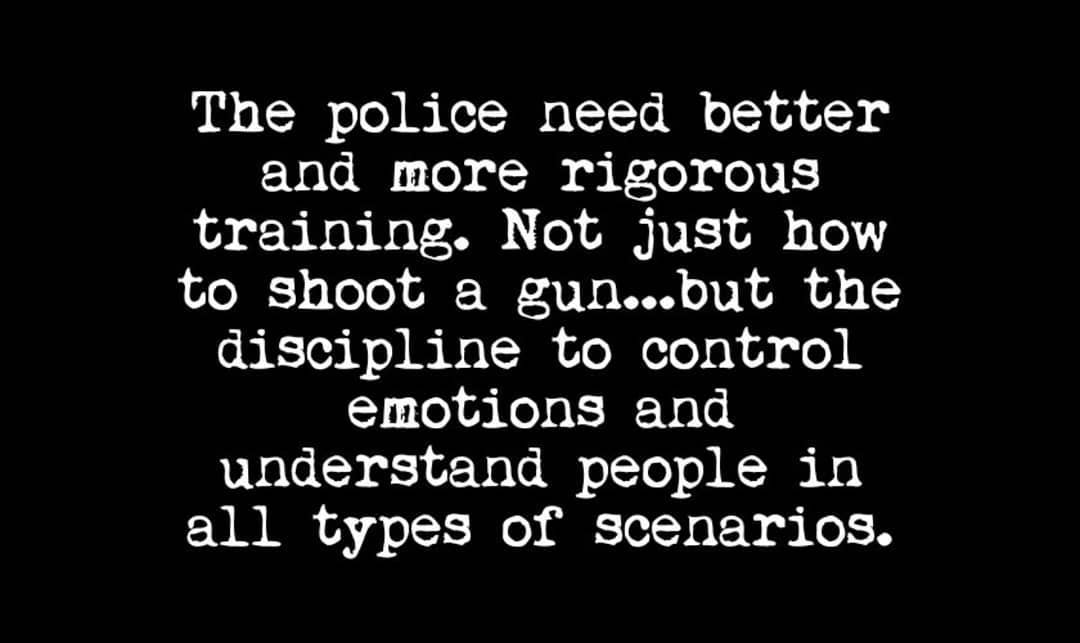 The police need better
and more rigorous
training. Not just how
to shoot a gun...but the
discipline to control
emotions and
understand people in
all types of scenarios.